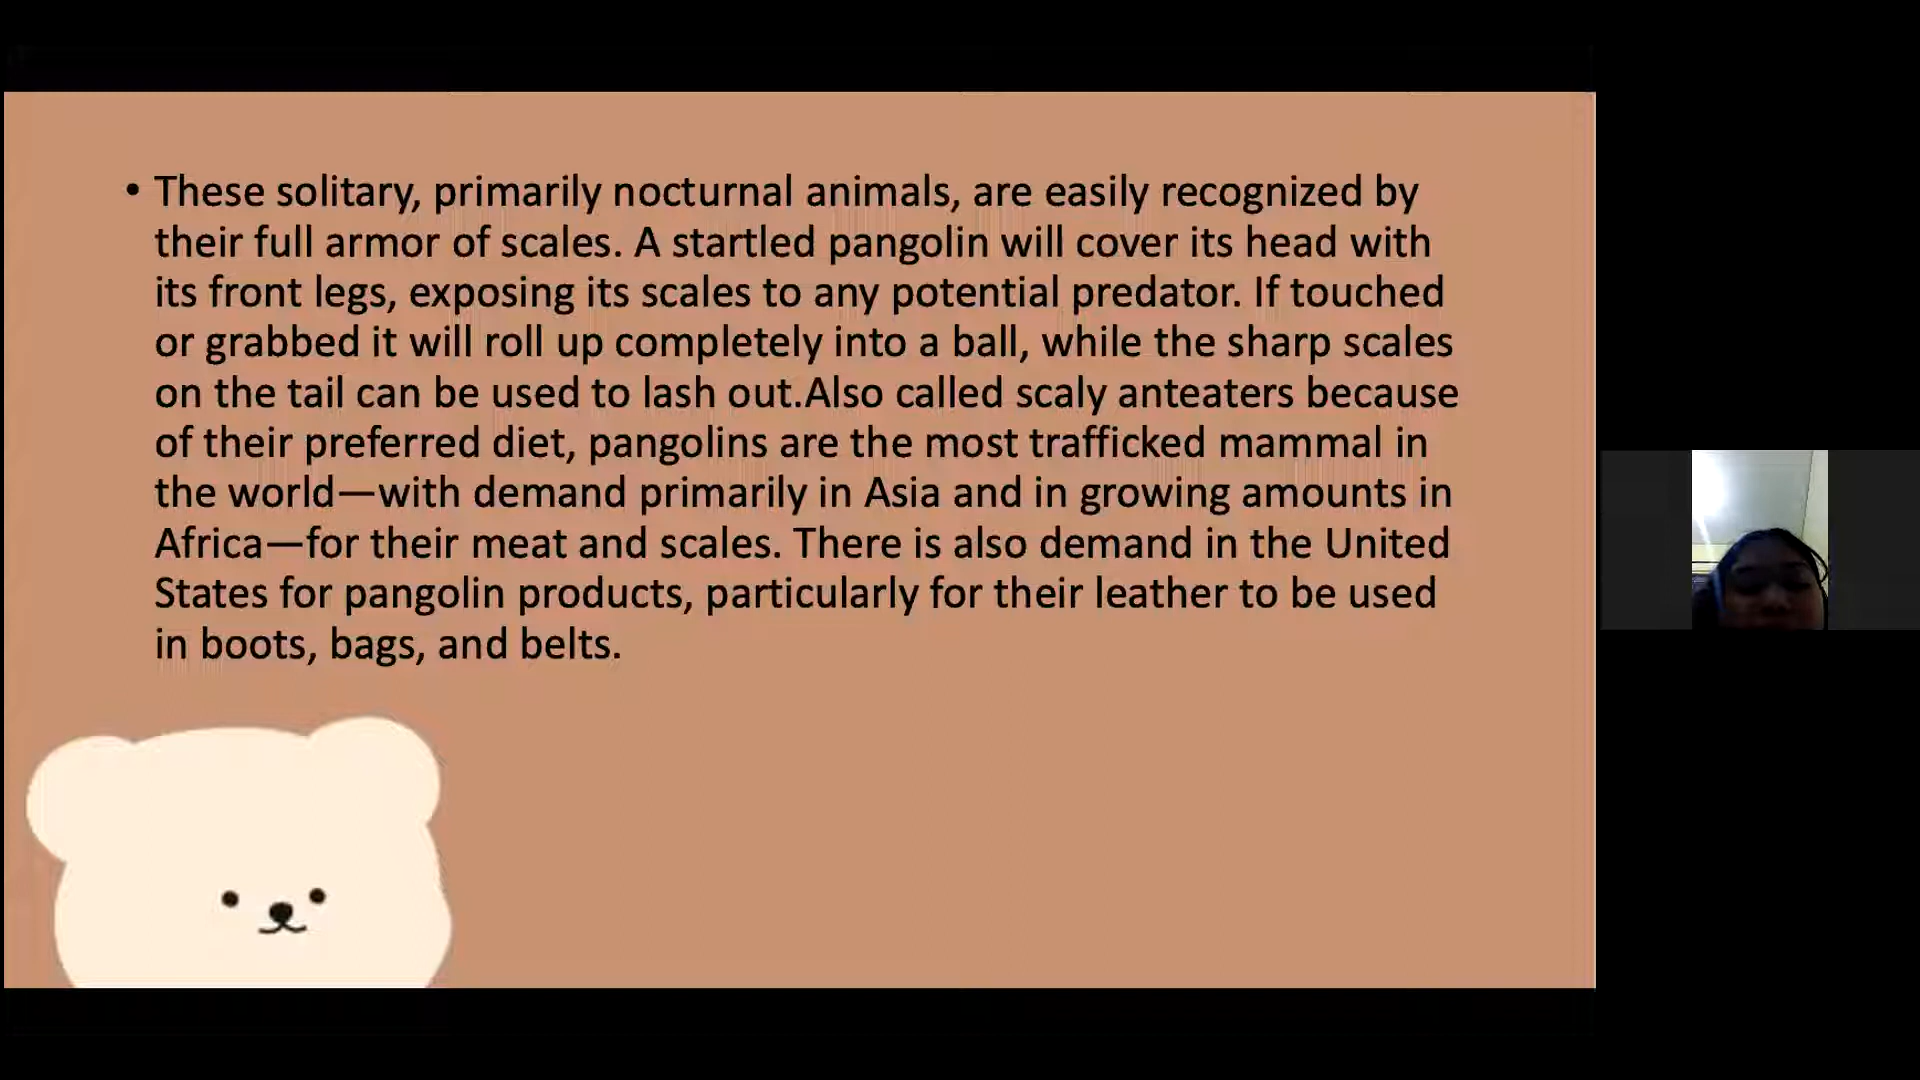 • These solitary, primarily nocturnal animals, are easily recognized by
their full armor of scales. A startled pangolin will cover its head with
its front legs, exposing its scales to any potential predator. If touched
or grabbed it will roll up completely into a ball, while the sharp scales
on the tail can be used to lash out.Also called scaly anteaters because
of their preferred diet, pangolins are the most trafficked mammal in
the world—with demand primarily in Asia and in growing amounts in
Africa—for their meat and scales. There is also demand in the United
States for pangolin products, particularly for their leather to be used
in boots, bags, and belts.